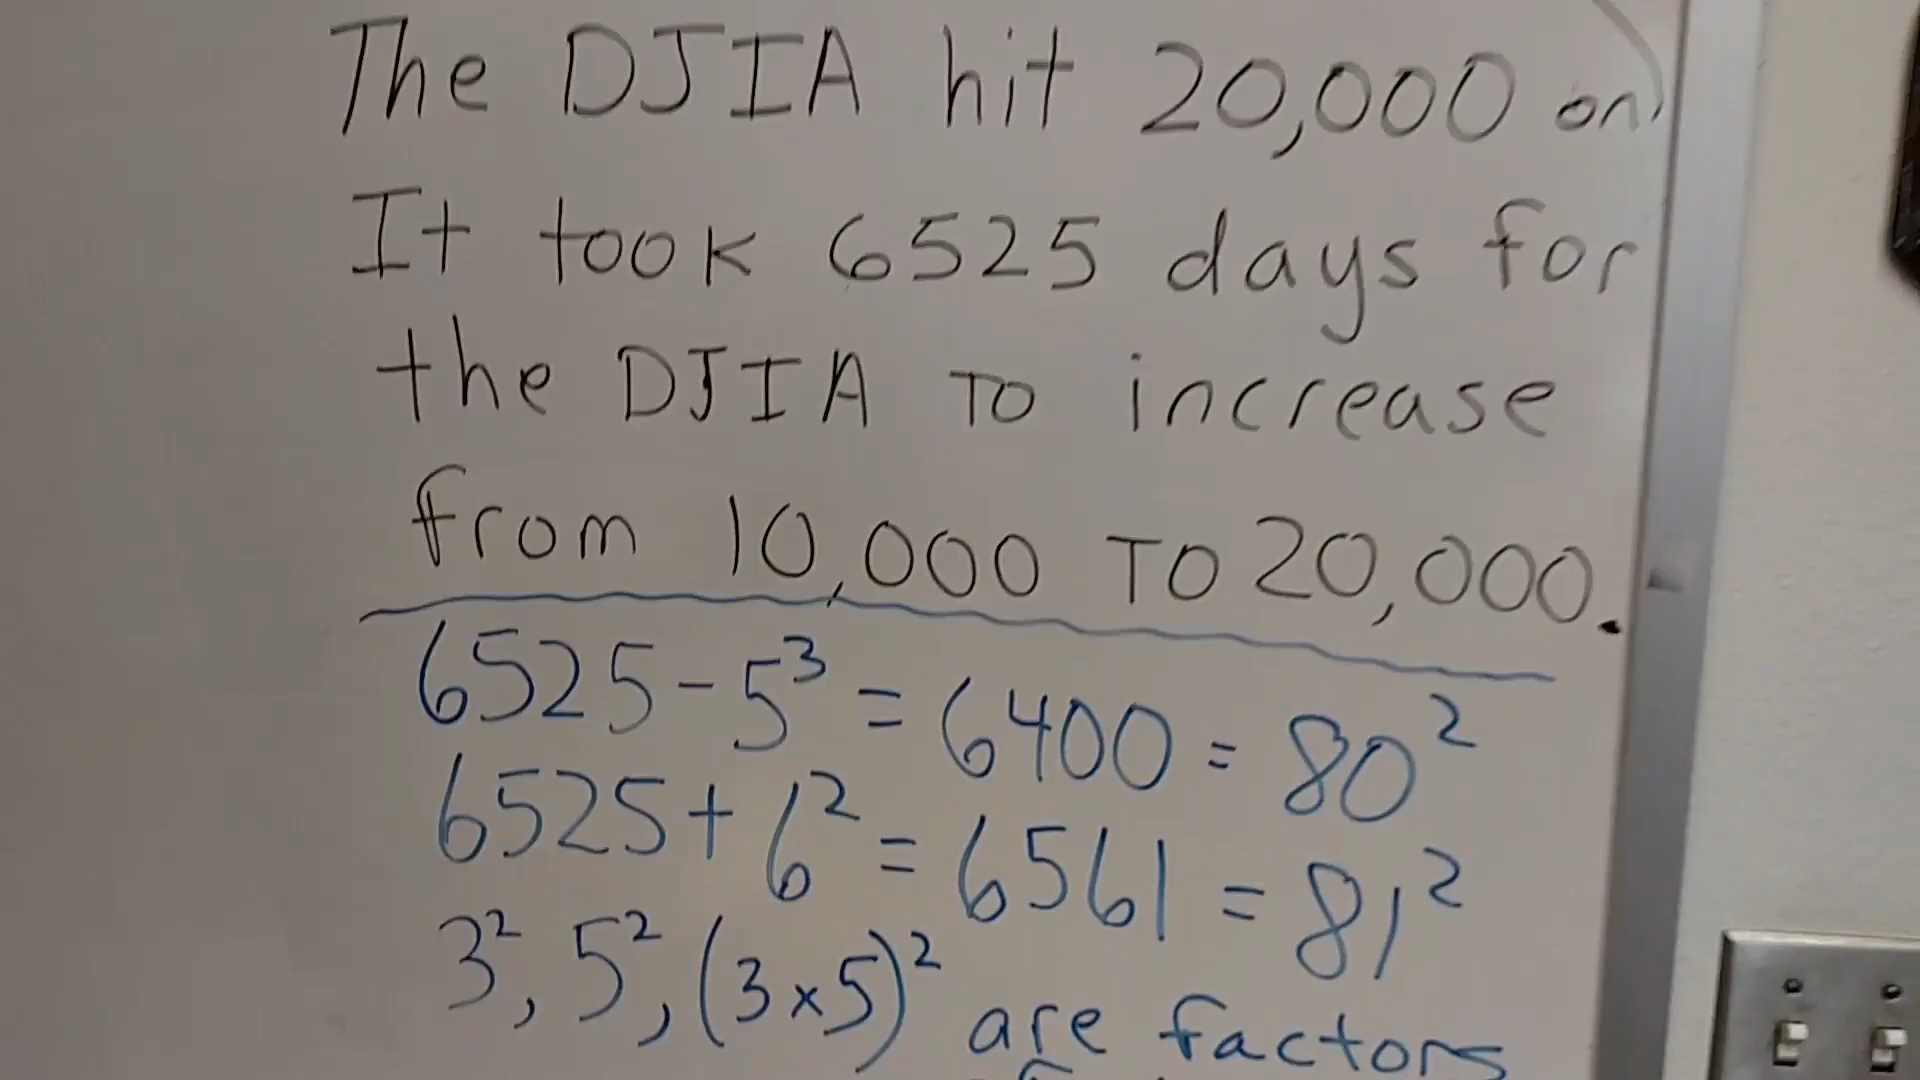 The DJIA hit 20,000 on
It took 6525 days for
the DJIA TO increase
from 10,000 TO 20,000.
6525 - 5³ = 6400 = 80²
6525 + 6² = 6561 = 81²
3², 5², (3×5)² are factors